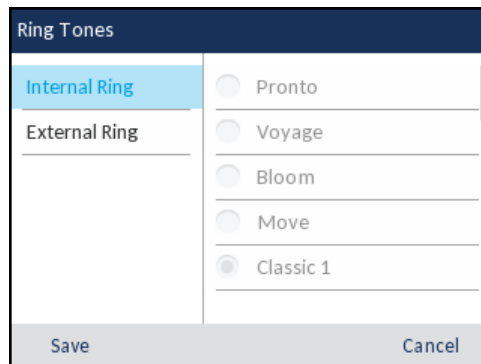 Ring Tones
Internal Ring
External Ring
Pronto
Voyage
Bloom
Move
Classic 1
Save
Cancel